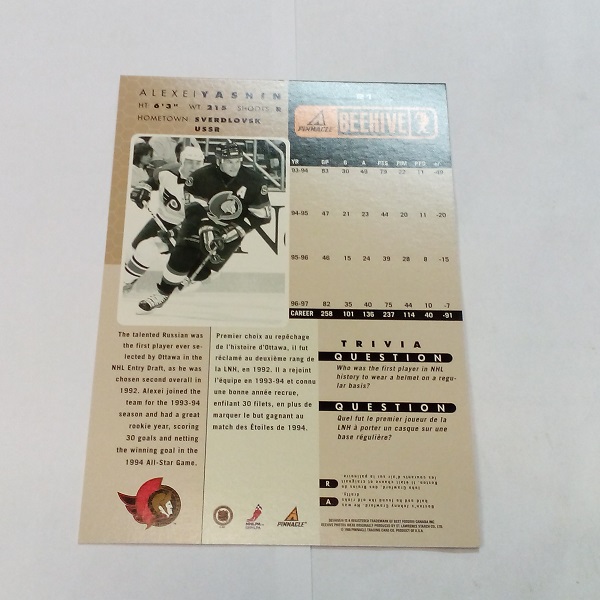 ALEXEI YASHIN
HT: 6'3" WT: 215 SHOOTS: R
HOMETOWN: SVERDLOVSK
USSR
PINNACLE
BEEHIVE
YR GP G A PTS PIM PTS +/-
93-94 83 30 49 79 22 11 -49
94-95 47 21 23 44 20 11 -20
95-96 46 15 24 39 28 8 -15
96-97 82 35 40 75 44 10 -7
CAREER 258 101 136 237 114 40 -91
The talented Russian was
the first player ever se-
lected by Ottawa in the
NHL Entry Draft, as he was
chosen second overall in
1992. Alexei joined the
team for the 1993-94
season and had a great
rookie year, scoring
30 goals and netting
the winning goal in the
1994 All-Star Game.
Premier choix au repêchage
de l'histoire d'Ottawa, il fut
réclamé au deuxième rang de
la LNH, en 1992. Il a rejoint
l'équipe en 1993-94 et connu
une bonne année recrue,
enfilant 30 filets, en plus de
marquer le but gagnant au
match des Étoiles de 1994.
TRIVIA
QUESTION
Who was the first player in NHL
history to wear a helmet on a regu-
lar basis?
QUESTION
Quel fut le premier joueur de la
LNH à porter un casque sur une
base régulière?
R
A
NHLPA
PINNACLE